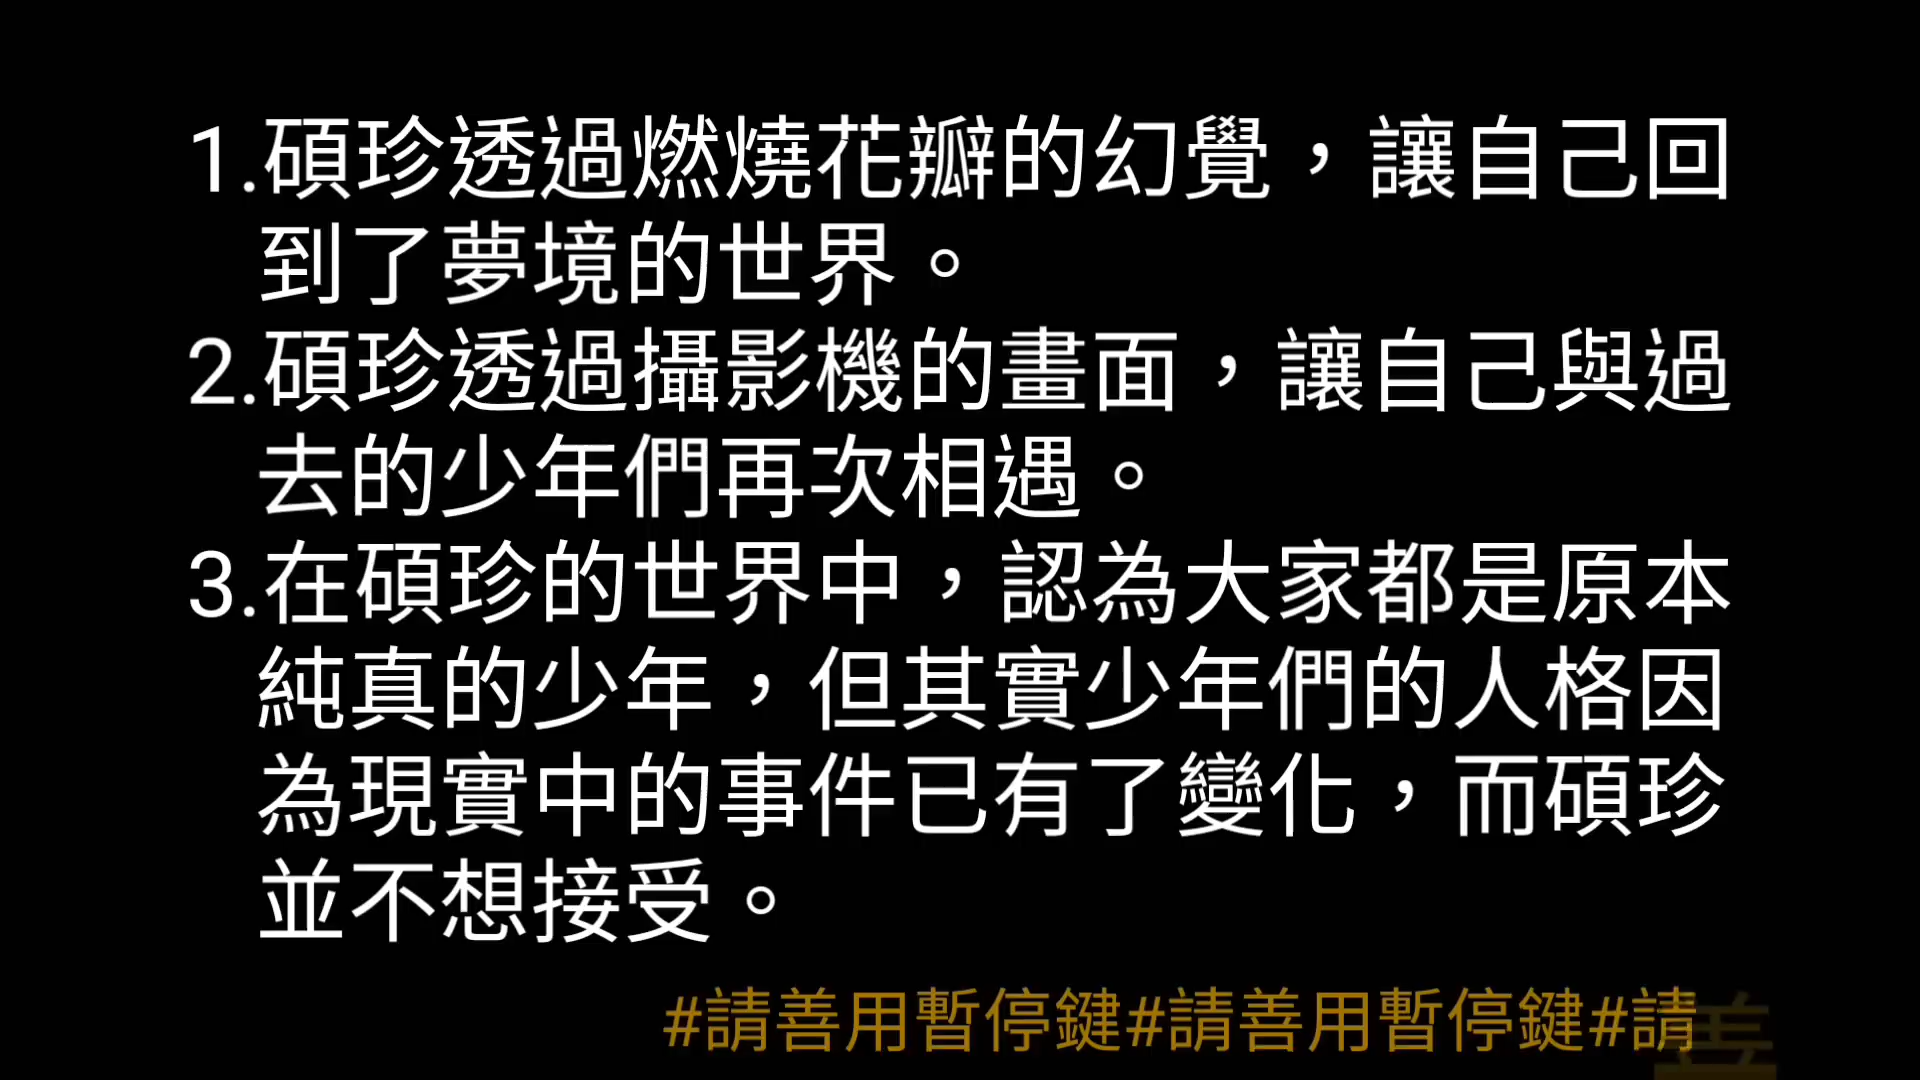 1.碩珍透過燃燒花瓣的幻覺，讓自己回
到了夢境的世界。
2.碩珍透過攝影機的畫面，讓自己與過
去的少年們再次相遇。
3.在碩珍的世界中，認為大家都是原本
純真的少年，但其實少年們的人格因
為現實中的事件已有了變化，而碩珍
並不想接受。
#請善用暫停鍵#請善用暫停鍵#請善